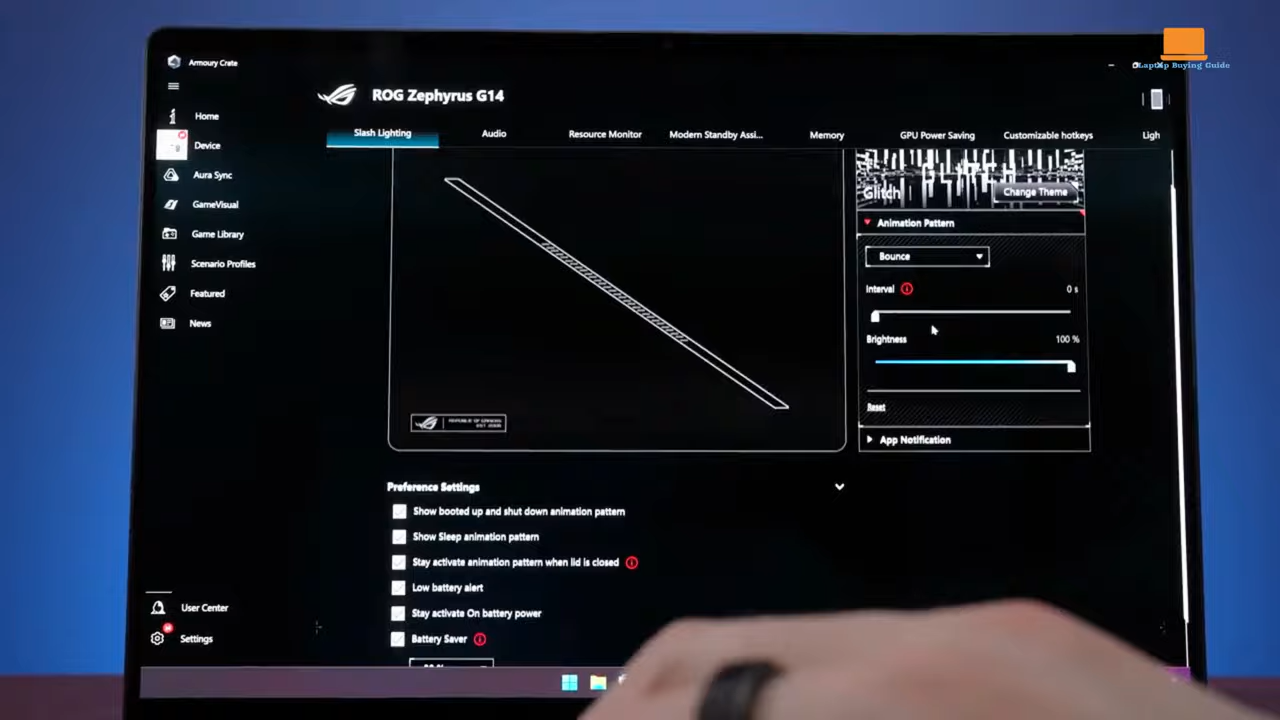 Armoury Crate
Laptop Buying Guide
ROG Zephyrus G14
Home
Device
Aura Sync
GameVisual
Game Library
Scenario Profiles
Featured
News
User Center
Settings
Slash Lighting
Audio
Resource Monitor
Modern Standby Assi...
Memory
GPU Power Saving
Customizable hotkeys
Ligh
Glitch
Change Theme
Animation Pattern
Bounce
Interval
0 s
Brightness
100 %
Reset
App Notification
REPUBLIC OF GAMERS
Preference Settings
Show booted up and shut down animation pattern
Show Sleep animation pattern
Stay activate animation pattern when lid is closed
Low battery alert
Stay activate On battery power
Battery Saver